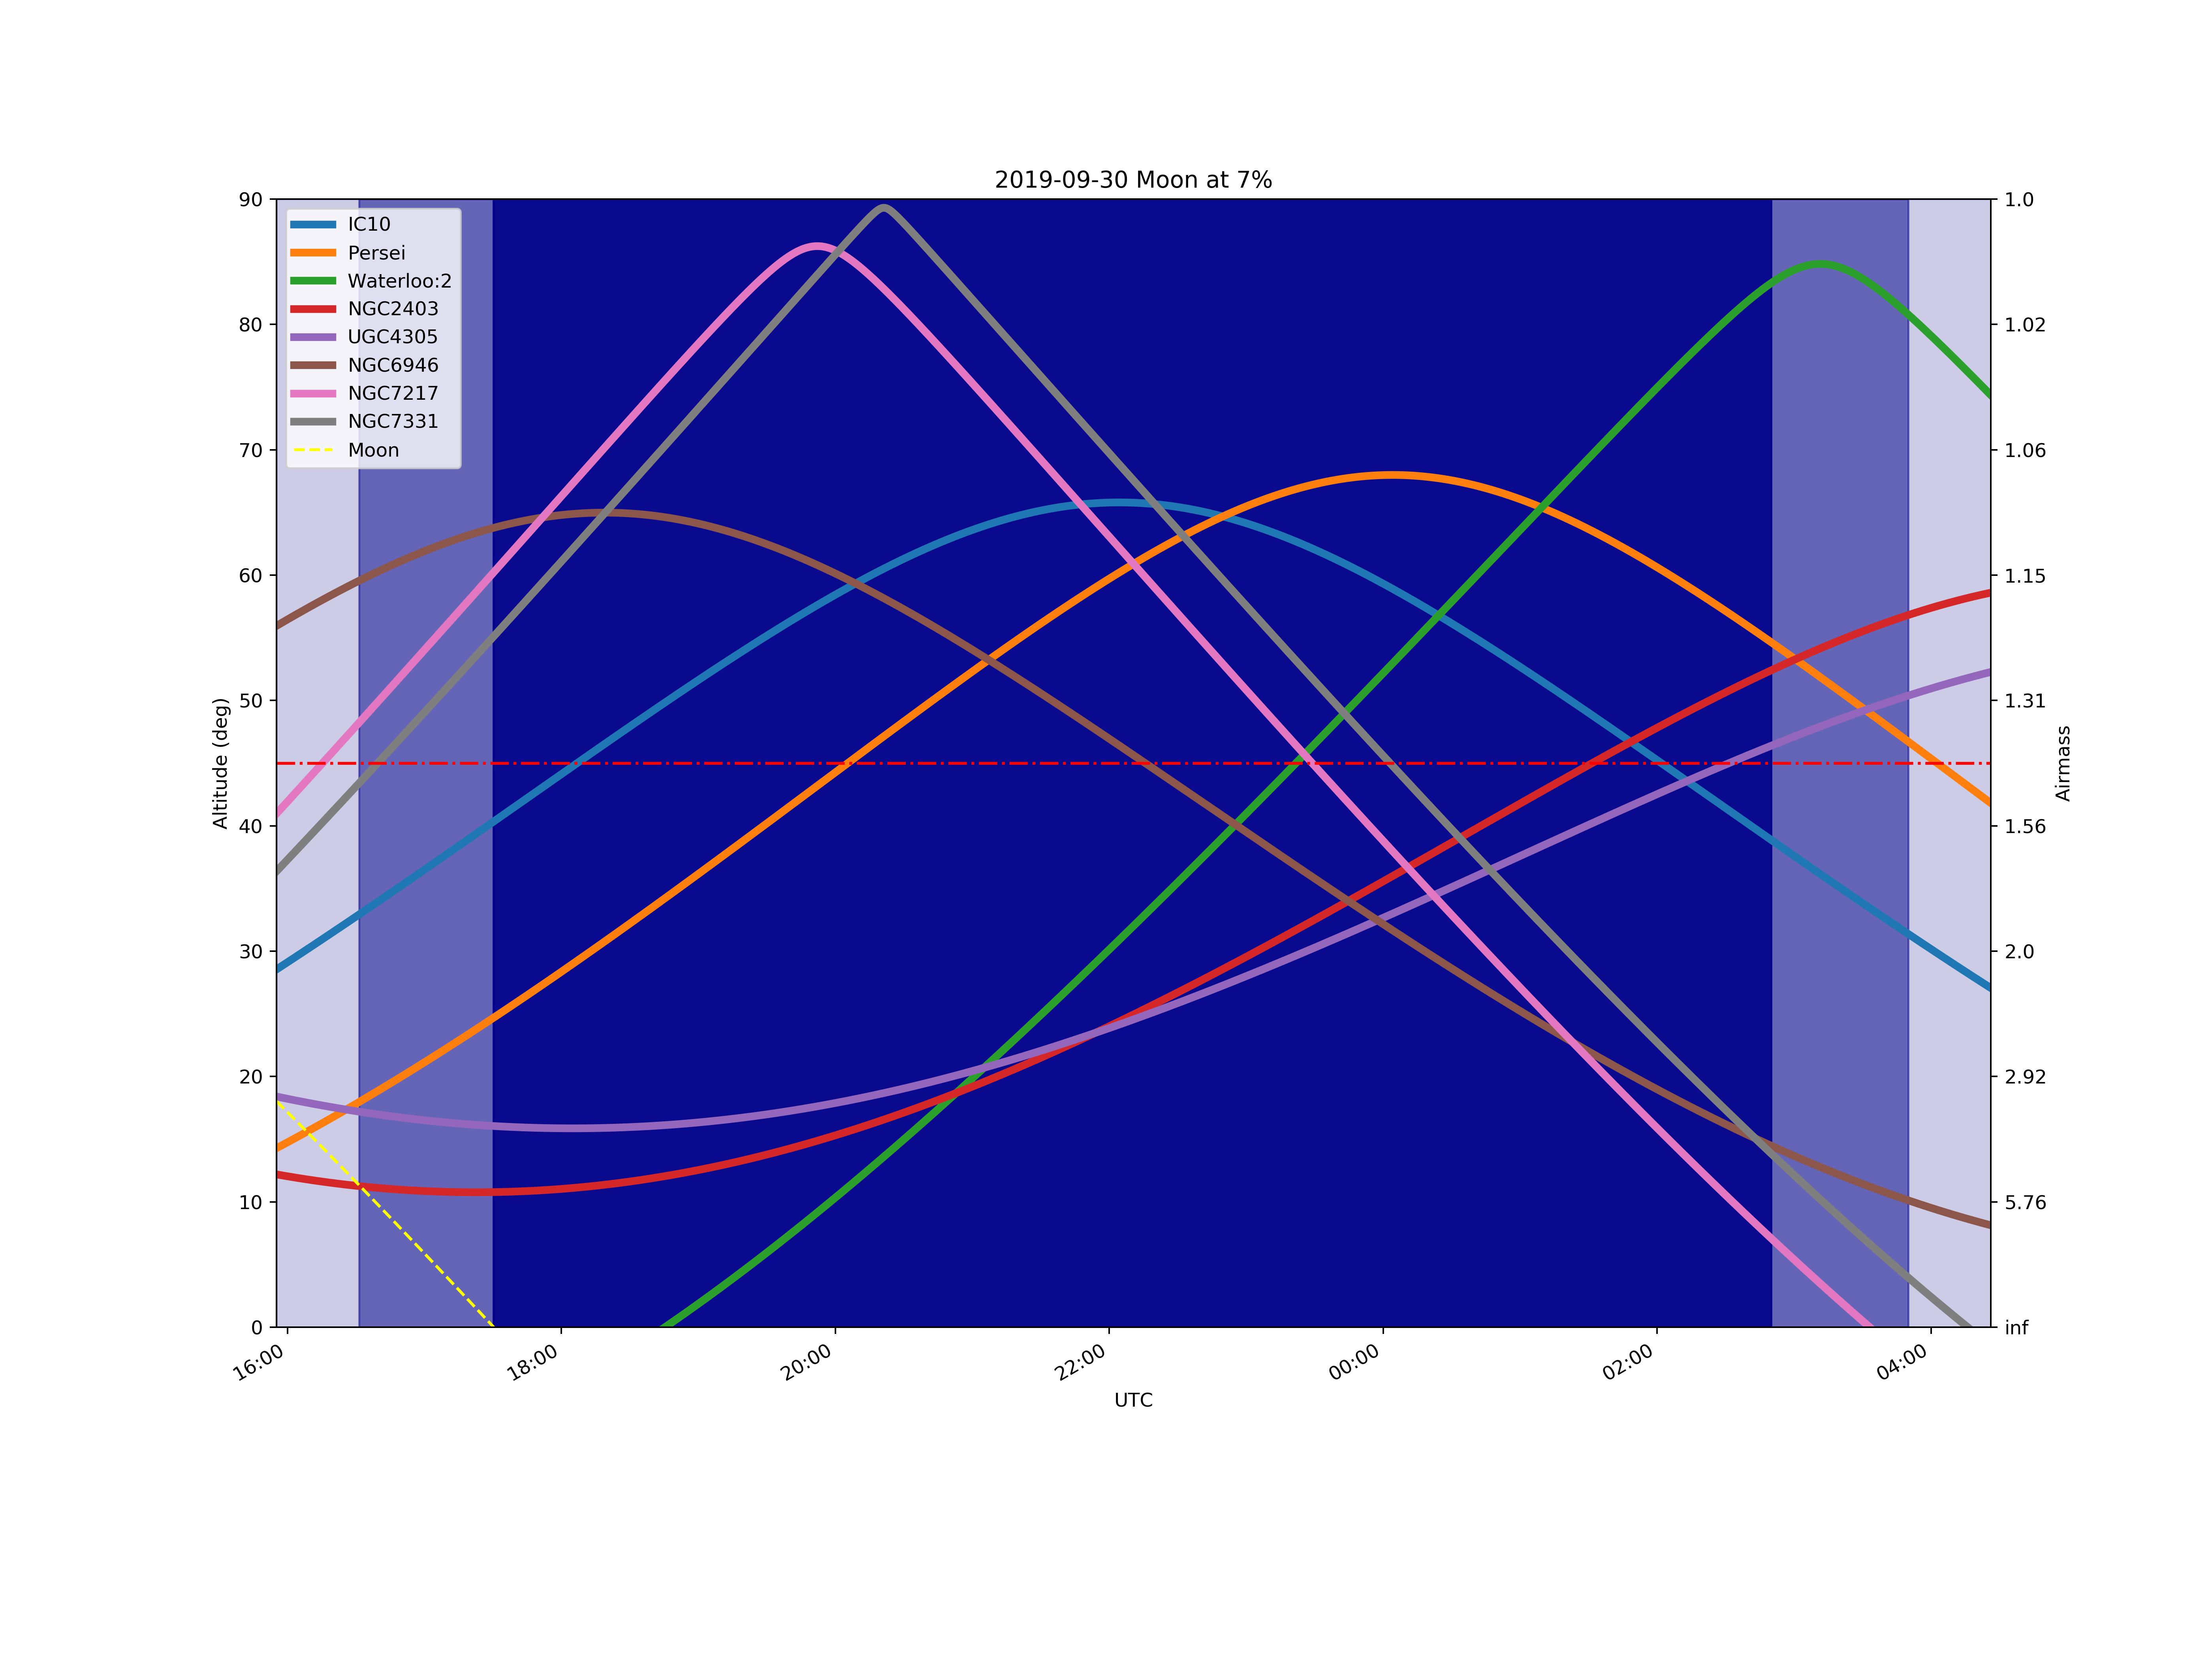 2019-09-30 Moon at 7%
IC10
Persei
Waterloo:2
NGC2403
UGC4305
NGC6946
NGC7217
NGC7331
Moon
Altitude (deg)
90
80
70
60
50
40
30
20
10
0
1.0
1.02
1.06
1.15
1.31
1.56
2.0
2.92
5.76
inf
Airmass
16:00
18:00
20:00
22:00
00:00
02:00
04:00
UTC